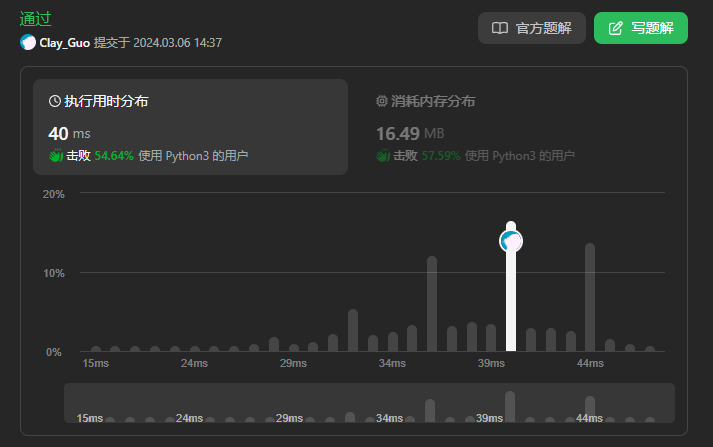 通过
Clay_Guo 提交于 2024.03.06 14:37
官方题解
写题解
执行用时分布
40 ms
击败 54.64% 使用 Python3 的用户
消耗内存分布
16.49 MB
击败 57.59% 使用 Python3 的用户
20%
10%
0%
15ms 24ms 29ms 34ms 39ms 44ms
15ms 24ms 29ms 34ms 39ms 44ms